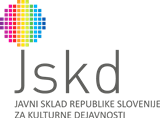 Jskd
JAVNI SKLAD REPUBLIKE SLOVENIJE
ZA KULTURNE DEJAVNOSTI